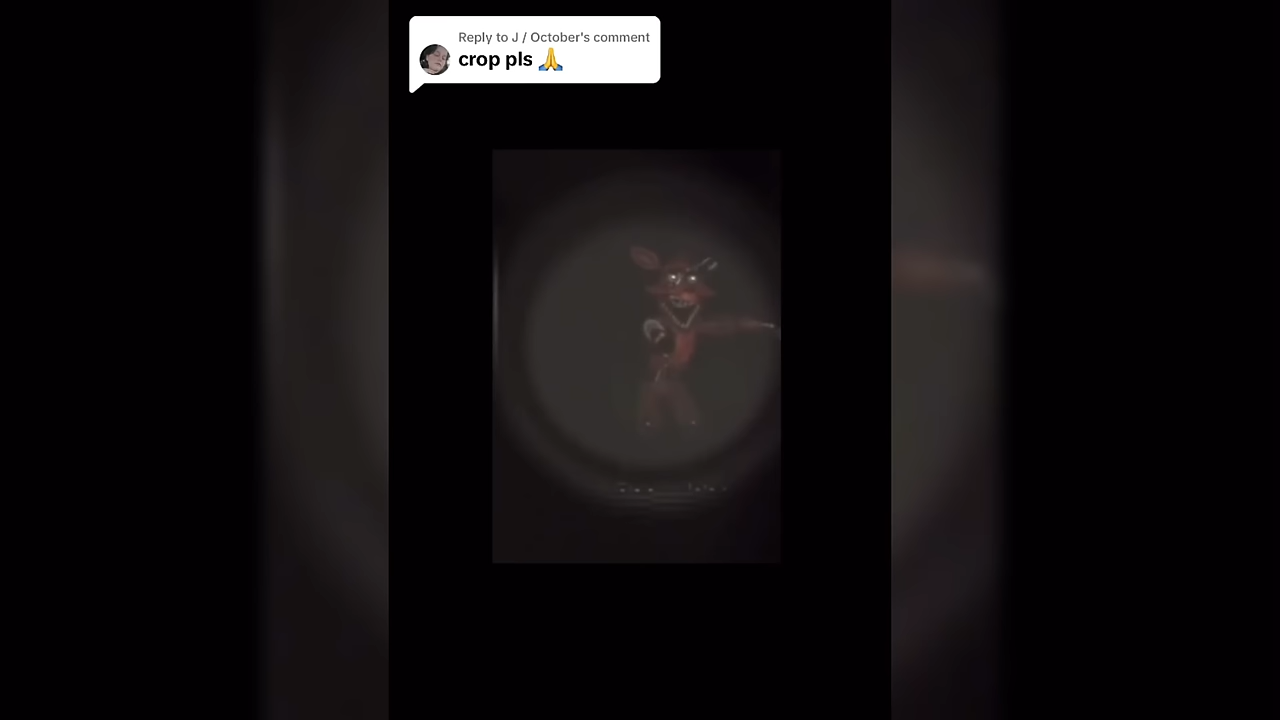 Reply to J / October's comment
crop pls 🙏